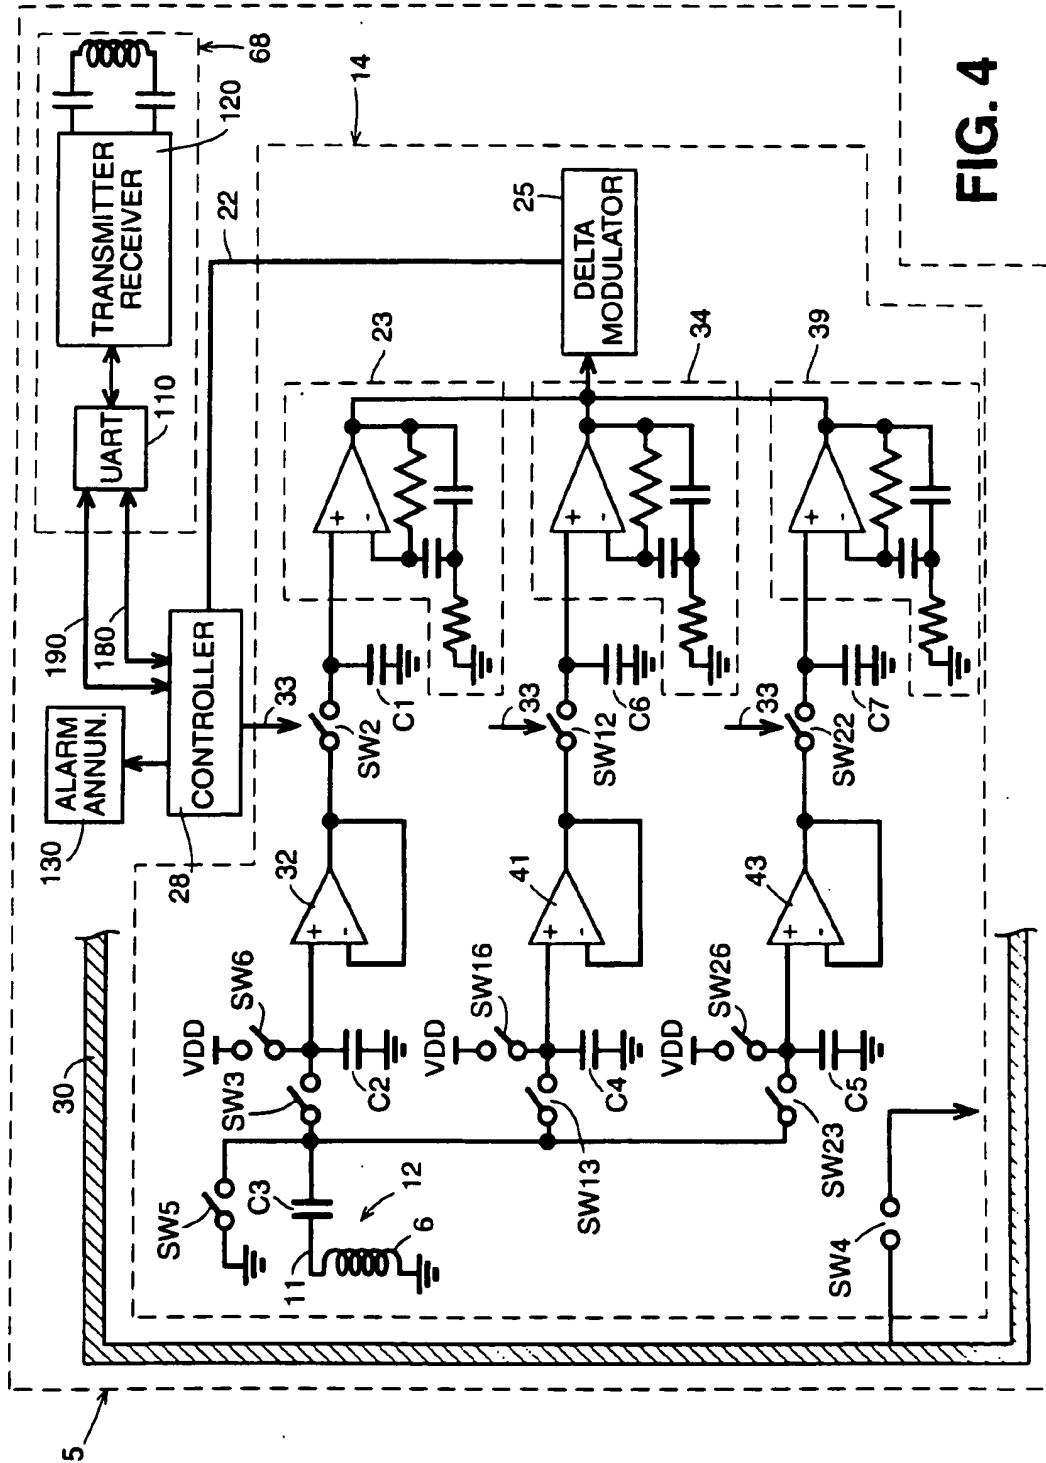 5
30
130
ALARM
ANNUN.
190
180
28
CONTROLLER
UART
110
TRANSMITTER
RECEIVER
120
68
22
14
33
SW5
C3
11
12
6
SW3
VDD
SW6
C2
32
+
-
SW2
C1
+
-
23
25
DELTA
MODULATOR
SW13
VDD
SW16
C4
41
+
-
33
SW12
C6
+
-
34
SW23
VDD
SW26
C5
43
+
-
33
SW22
C7
+
-
39
SW4
FIG. 4